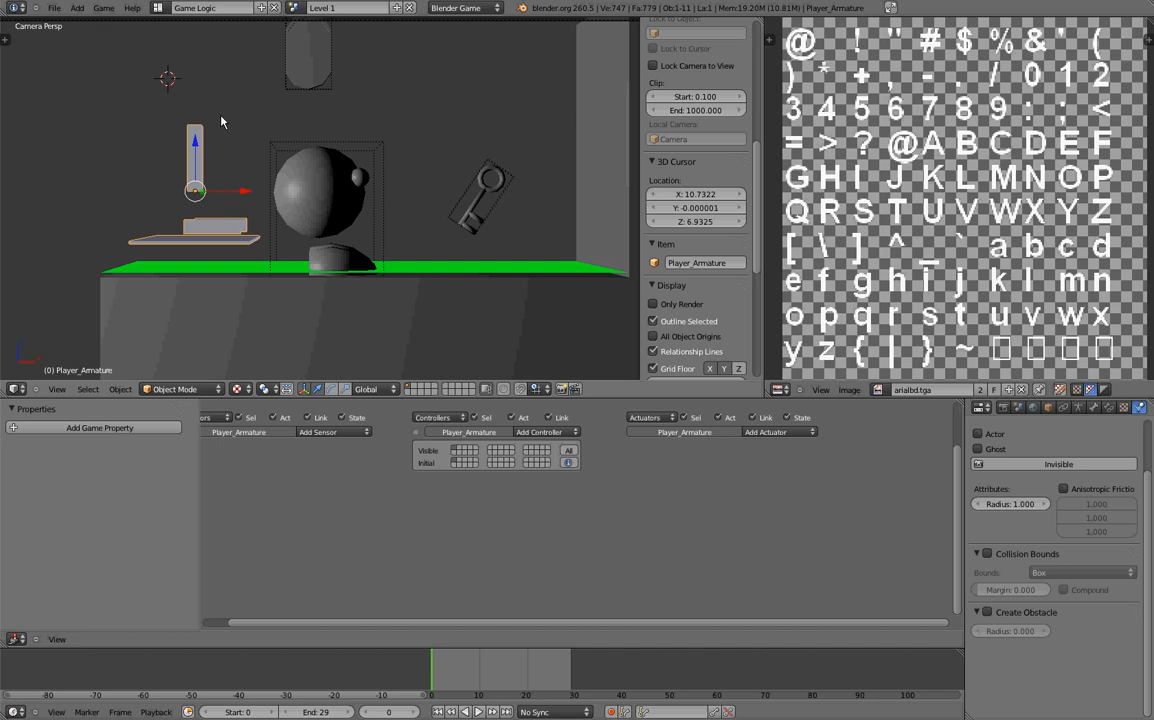 File Add Game Help Game Logic Level 1 Blender Game blender.org 260.5 | Ve:747 | Fa:779 | Ob:1-11 | La:1 | Mem:19.20M (10.81M) | Player_Armature
Camera Persp
(0) Player_Armature
View Select Object Object Mode Global
Lock to Object:
Lock to Cursor
Lock Camera to View
Clip:
Start: 0.100
End: 1000.000
Local Camera:
Camera
3D Cursor
Location:
X: 10.7322
Y: -0.000001
Z: 6.9325
Item
Player_Armature
Display
Only Render
Outline Selected
All Object Origins
Relationship Lines
Grid Floor X Y Z
@ ! " # $ % & ' (
) * + , - . / 0 1 2
3 4 5 6 7 8 9 : ; <
= > ? @ A B C D E F
G H I J K L M N O P
Q R S T U V W X Y Z
[ \ ] ^ _ ` a b c d
e f g h i j k l m n
o p q r s t u v w x
y z { | } ~
View Image arialbd.tga 2 F
Properties
Add Game Property
ors Sel Act Link State
Player_Armature Add Sensor
Controllers Sel Act Link
Player_Armature Add Controller
Visible All
Initial
Actuators Sel Act Link State
Player_Armature Add Actuator
Actor
Ghost
Invisible
Attributes: Anisotropic Frictio
Radius: 1.000 1.000
1.000
1.000
Collision Bounds
Bounds: Box
Margin: 0.000 Compound
Create Obstacle
Radius: 0.000
View
-80 -70 -60 -50 -40 -30 -20 -10 0 10 20 30 40 50 60 70 80 90 100
View Marker Frame Playback Start: 0 End: 29 0 No Sync